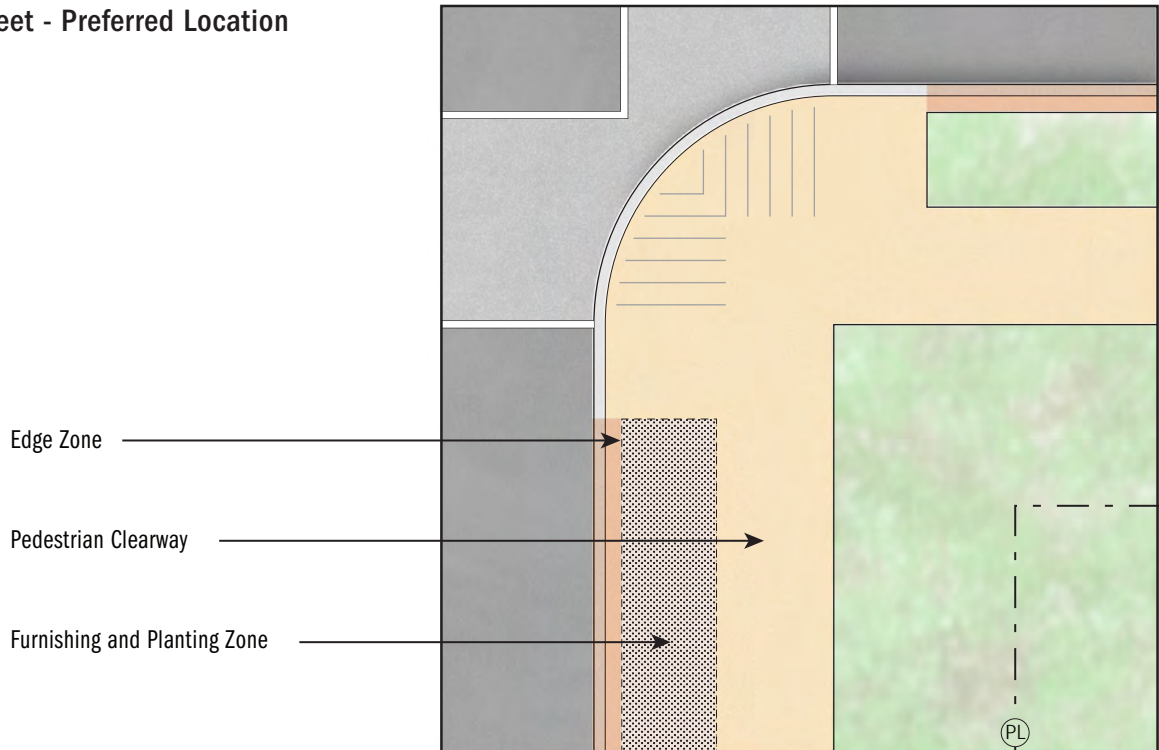 eet - Preferred Location
Edge Zone
Pedestrian Clearway
Furnishing and Planting Zone
PL